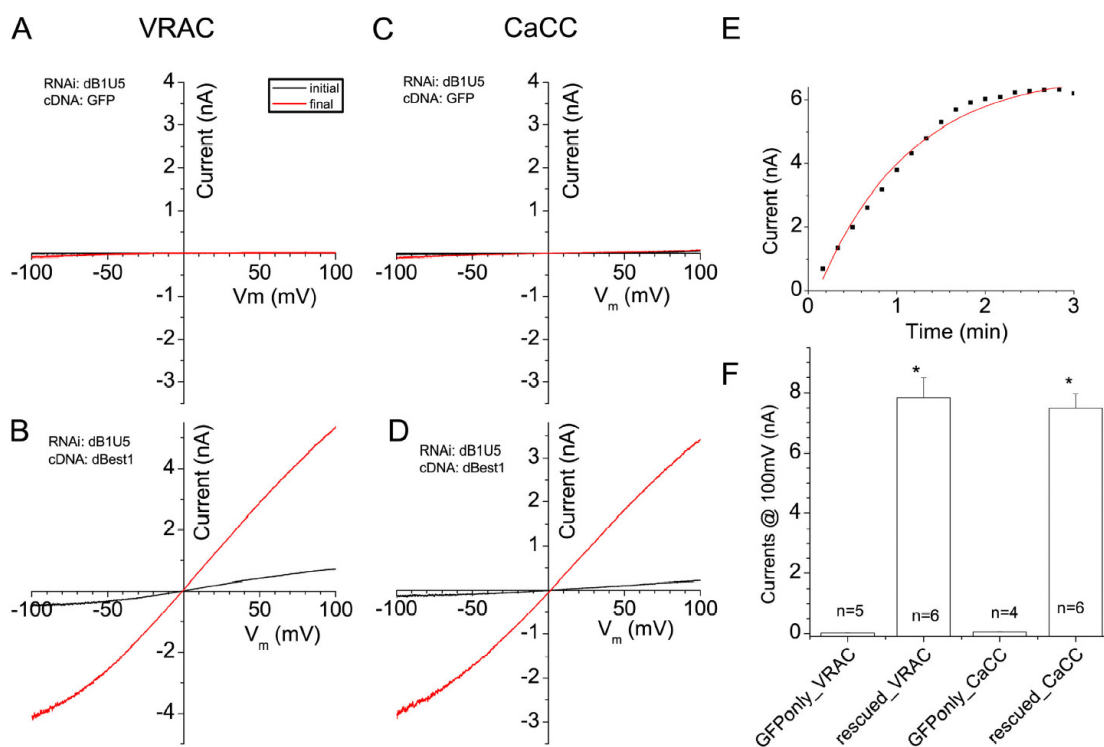 A
VRAC
RNAi: dB1U5
cDNA: GFP
initial
final
Current (nA)
4
3
2
1
-1
-2
-3
-100
-50
50
100
Vm (mV)
C
CaCC
RNAi: dB1U5
cDNA: GFP
Current (nA)
4
3
2
1
-1
-2
-3
-100
-50
50
100
Vm (mV)
E
Current (nA)
6
4
2
0
0
1
2
3
Time (min)
B
RNAi: dB1U5
cDNA: dBest1
Current (nA)
4
2
-2
-4
-100
-50
50
100
Vm (mV)
D
RNAi: dB1U5
cDNA: dBest1
Current (nA)
3
2
1
-1
-2
-3
-100
-50
50
100
Vm (mV)
F
Currents @ 100mV (nA)
8
6
4
2
0
*
*
n=5
n=6
n=4
n=6
GFPonly_VRAC
rescued_VRAC
GFPonly_CaCC
rescued_CaCC